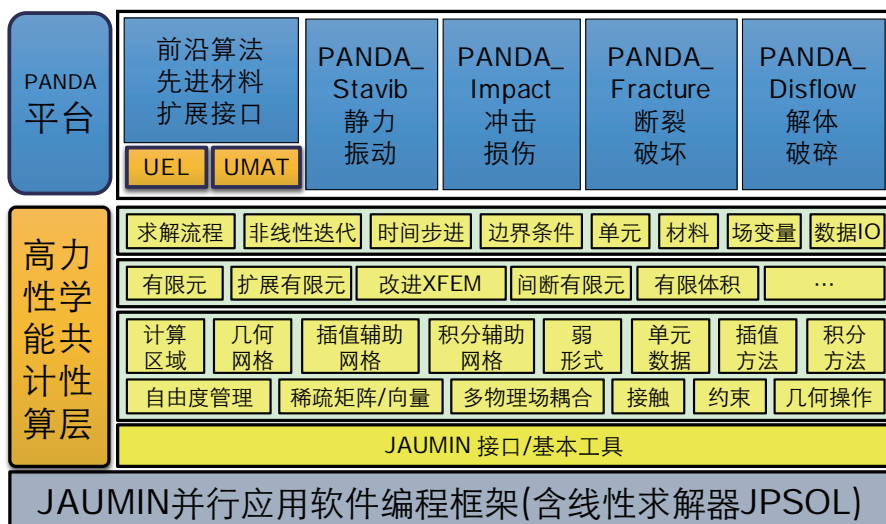 PANDA
平台
前沿算法
先进材料
扩展接口
UEL
UMAT
PANDA_
Stavib
静力
振动
PANDA_
Impact
冲击
损伤
PANDA_
Fracture
断裂
破坏
PANDA_
Disflow
解体
破碎
高力
性学
能共
计性
算层
求解流程
非线性迭代
时间步进
边界条件
单元
材料
场变量
数据IO
有限元
扩展有限元
改进XFEM
间断有限元
有限体积
…
计算
区域
几何
网格
插值辅助
网格
积分辅助
网格
弱
形式
单元
数据
插值
方法
积分
方法
自由度管理
稀疏矩阵/向量
多物理场耦合
接触
约束
几何操作
JAUMIN 接口/基本工具
JAUMIN并行应用软件编程框架(含线性求解器JPSOL)